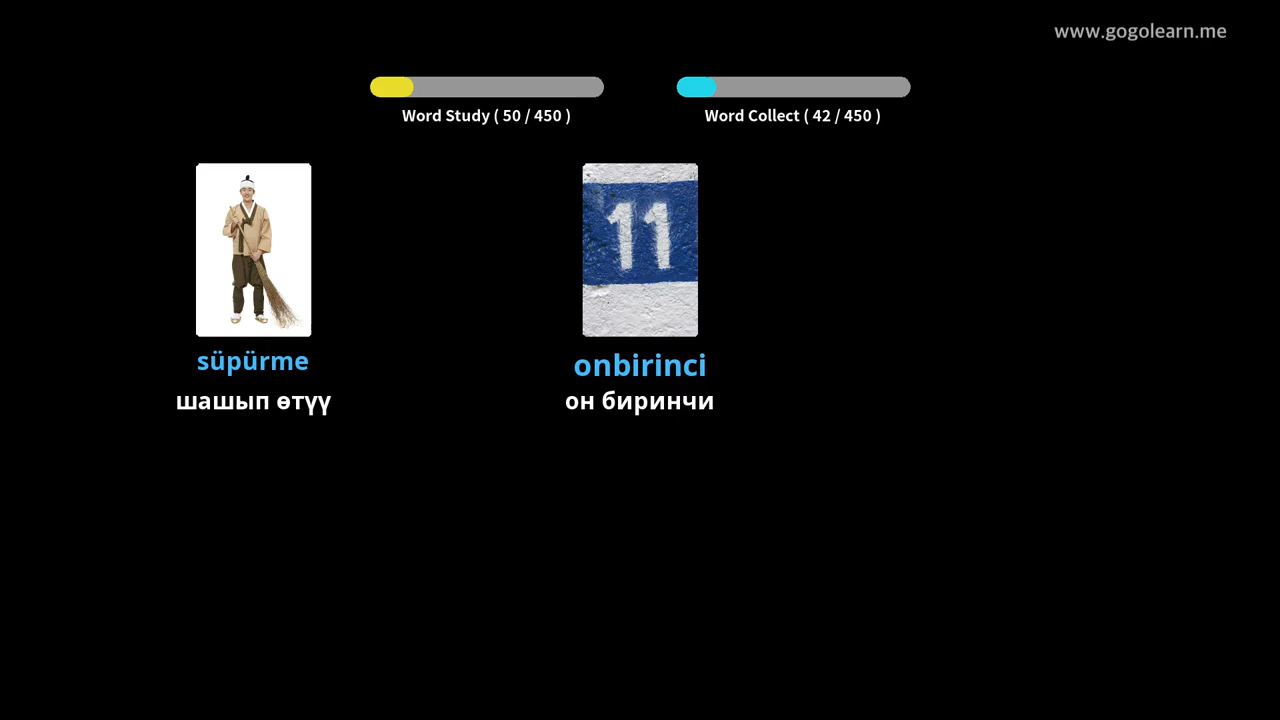 www.gogolearn.me
Word Study ( 50 / 450 )
Word Collect ( 42 / 450 )
11
süpürme
шашып өтүү
onbirinci
он биринчи